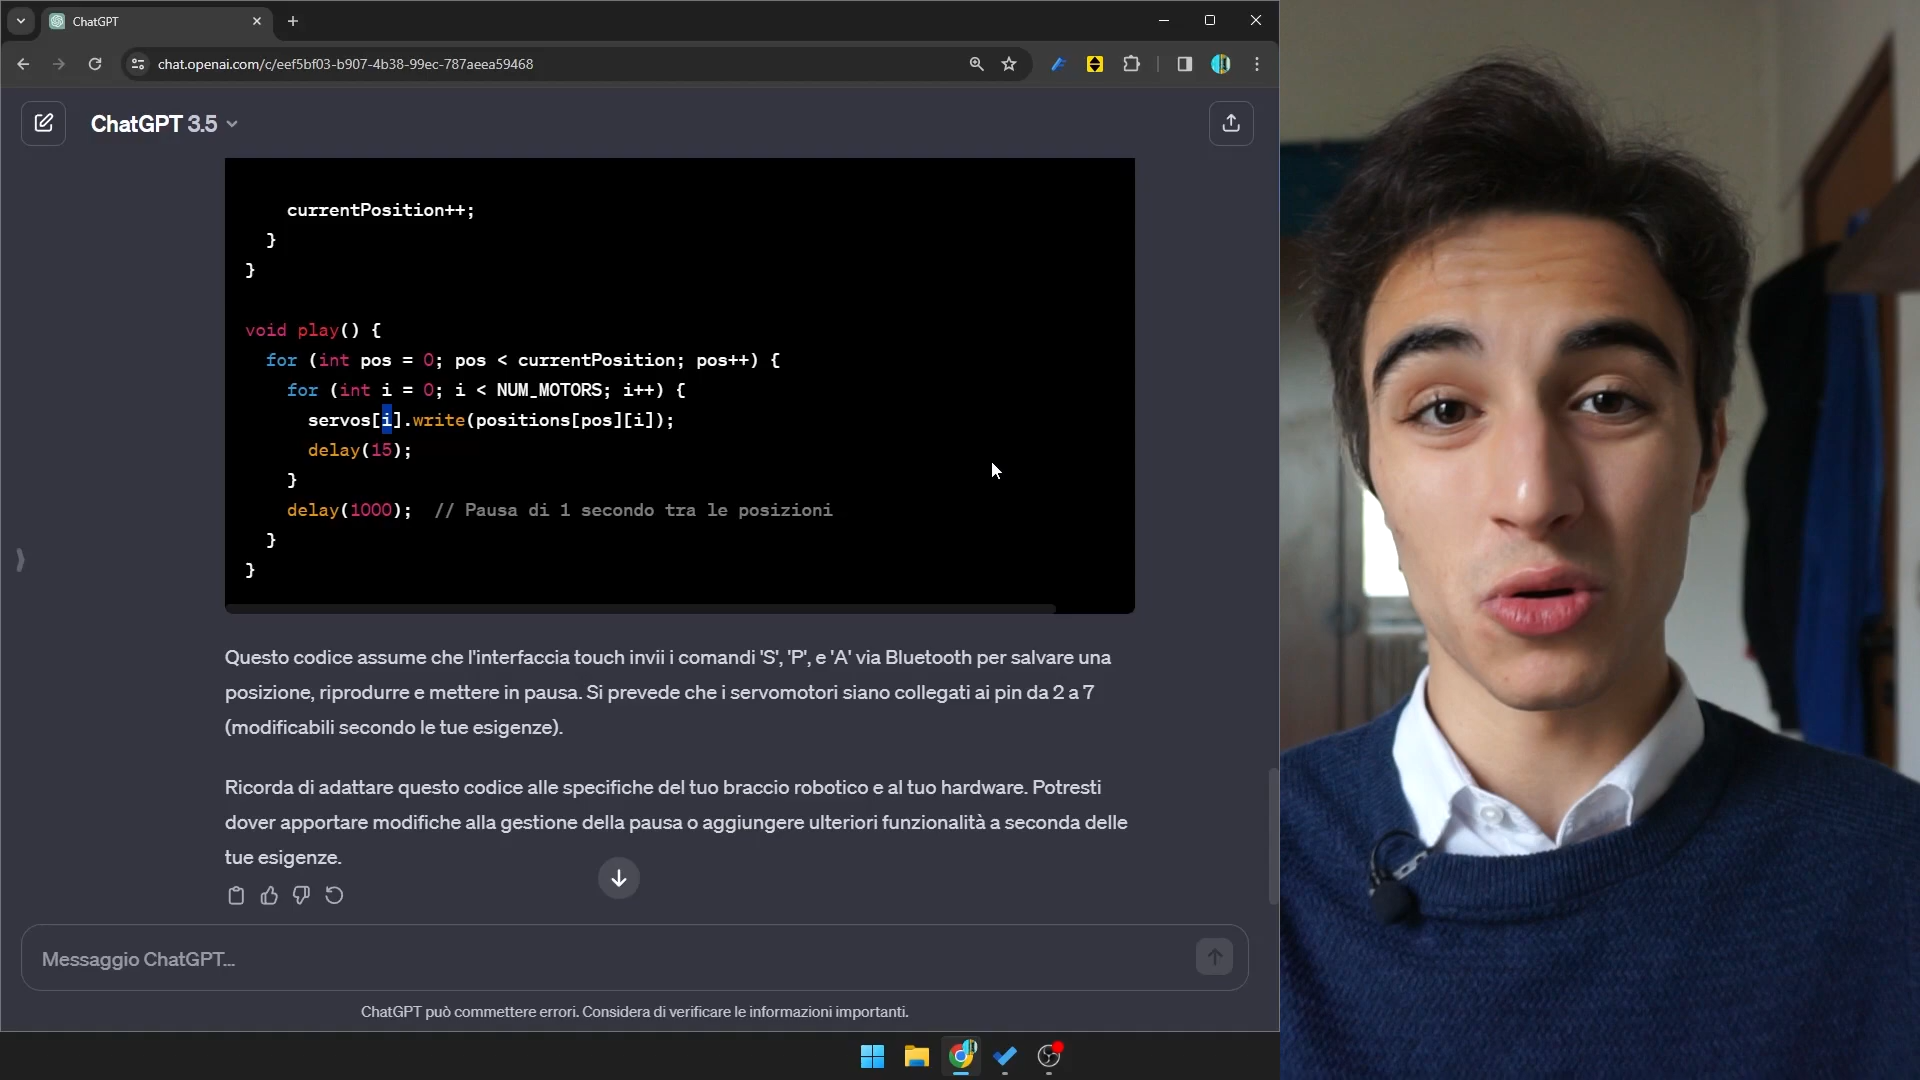 ChatGPT
chat.openai.com/c/eef5bf03-b907-4b38-99ec-787aeea59468
ChatGPT 3.5
currentPosition++;
}
}
void play() {
for (int pos = 0; pos < currentPosition; pos++) {
for (int i = 0; i < NUM_MOTORS; i++) {
servos[i].write(positions[pos][i]);
delay(15);
}
delay(1000);  // Pausa di 1 secondo tra le posizioni
}
}
Questo codice assume che l'interfaccia touch invii i comandi 'S', 'P', e 'A' via Bluetooth per salvare una
posizione, riprodurre e mettere in pausa. Si prevede che i servomotori siano collegati ai pin da 2 a 7
(modificabili secondo le tue esigenze).
Ricorda di adattare questo codice alle specifiche del tuo braccio robotico e al tuo hardware. Potresti
dover apportare modifiche alla gestione della pausa o aggiungere ulteriori funzionalità a seconda delle
tue esigenze.
Messaggio ChatGPT...
ChatGPT può commettere errori. Considera di verificare le informazioni importanti.